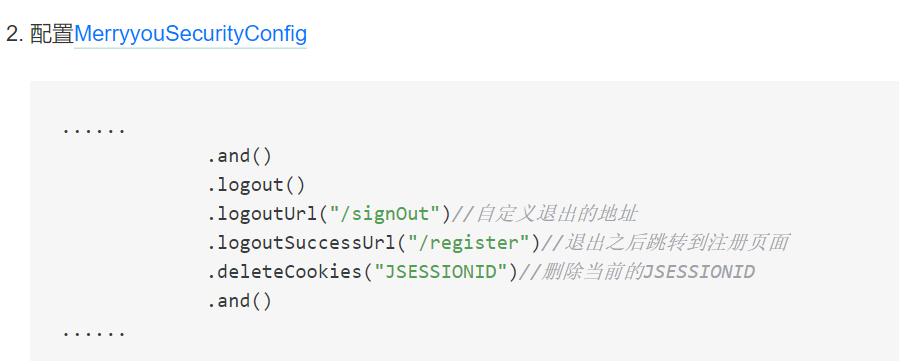 2. 配置MerryyouSecurityConfig
......
.and()
.logout()
.logoutUrl("/signOut")//自定义退出的地址
.logoutSuccessUrl("/register")//退出之后跳转到注册页面
.deleteCookies("JSESSIONID")//删除当前的JSESSIONID
.and()
......